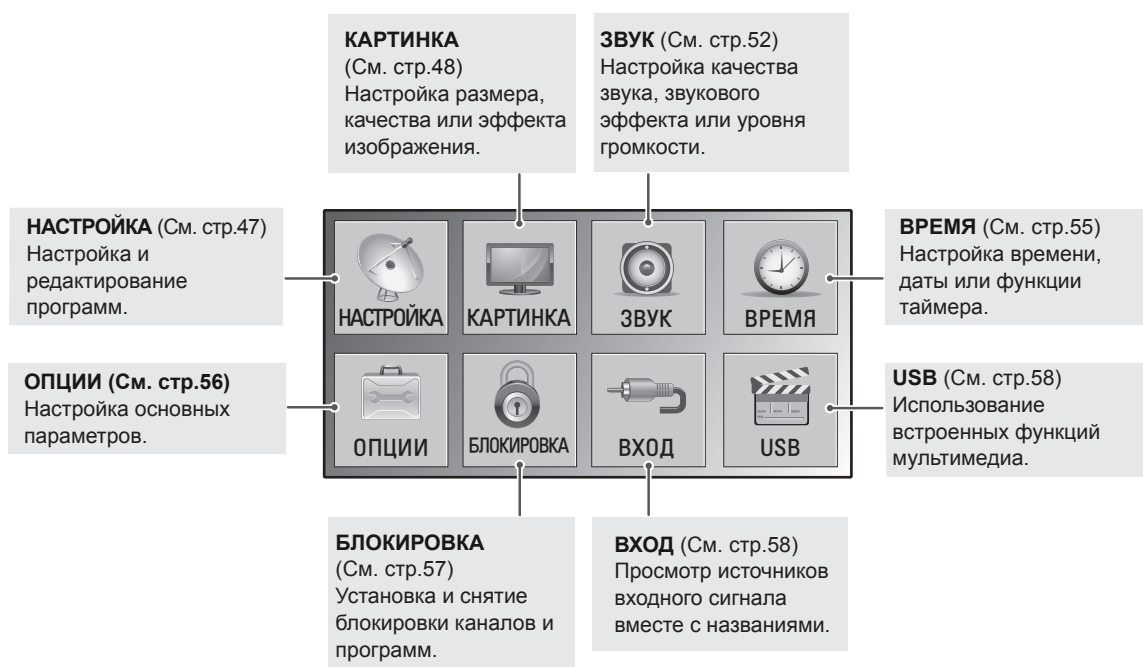 КАРТИНКА
(См. стр.48)
Настройка размера,
качества или эффекта
изображения.
ЗВУК (См. стр.52)
Настройка качества
звука, звукового
эффекта или уровня
громкости.
НАСТРОЙКА (См. стр.47)
Настройка и
редактирование
программ.
ВРЕМЯ (См. стр.55)
Настройка времени,
даты или функции
таймера.
НАСТРОЙКА
КАРТИНКА
ЗВУК
ВРЕМЯ
ОПЦИИ (См. стр.56)
Настройка основных
параметров.
USB (См. стр.58)
Использование
встроенных функций
мультимедиа.
ОПЦИИ
БЛОКИРОВКА
ВХОД
USB
БЛОКИРОВКА
(См. стр.57)
Установка и снятие
блокировки каналов и
программ.
ВХОД (См. стр.58)
Просмотр источников
входного сигнала
вместе с названиями.